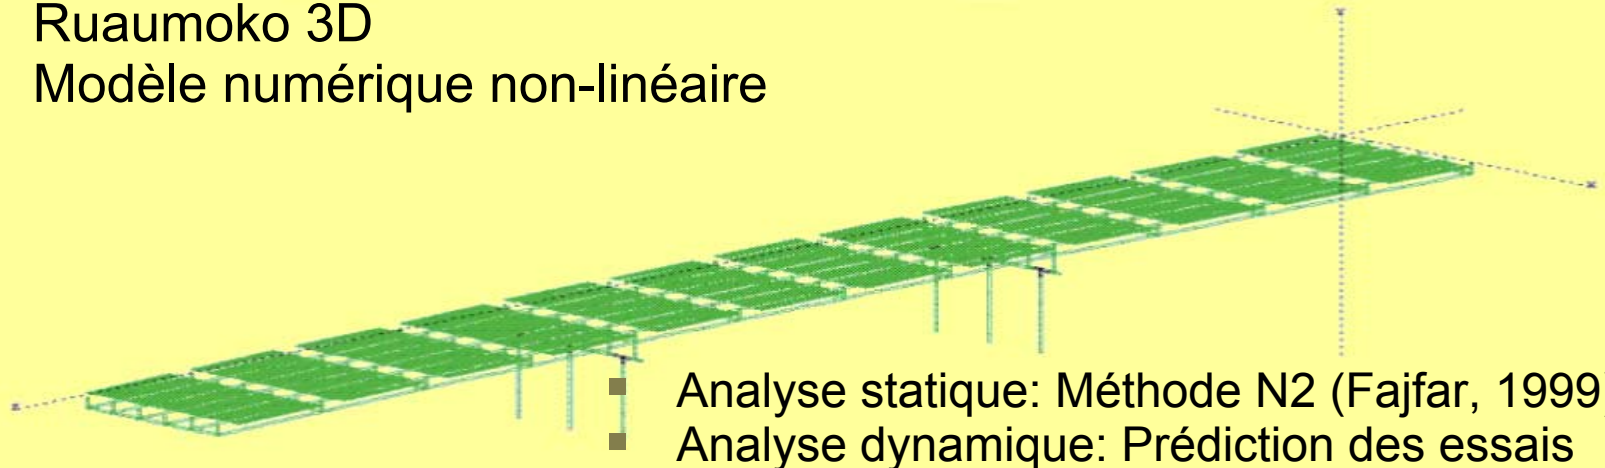 Ruaumoko 3D
Modèle numérique non-linéaire
Analyse statique: Méthode N2 (Fajfar, 1999)
Analyse dynamique: Prédiction des essais